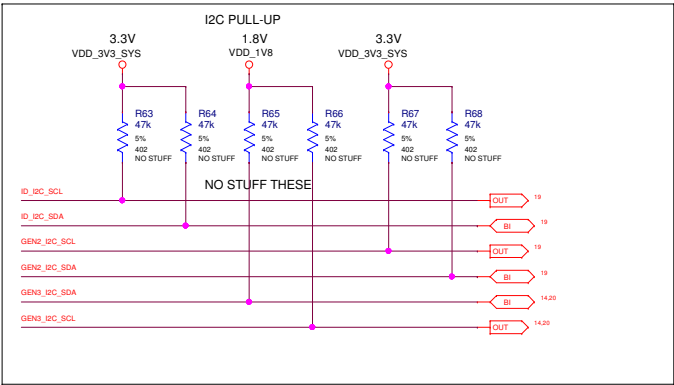 I2C PULL-UP
3.3V
VDD_3V3_SYS
1.8V
VDD_1V8
3.3V
VDD_3V3_SYS
R63
47k
5%
402
NO STUFF
R64
47k
5%
402
NO STUFF
R65
47k
5%
402
NO STUFF
R66
47k
5%
402
NO STUFF
R67
47k
5%
402
NO STUFF
R68
47k
5%
402
NO STUFF
NO STUFF THESE
ID_I2C_SCL
OUT
19
ID_I2C_SDA
BI
19
GEN2_I2C_SCL
OUT
19
GEN2_I2C_SDA
BI
19
GEN3_I2C_SDA
BI
14,20
GEN3_I2C_SCL
OUT
14,20